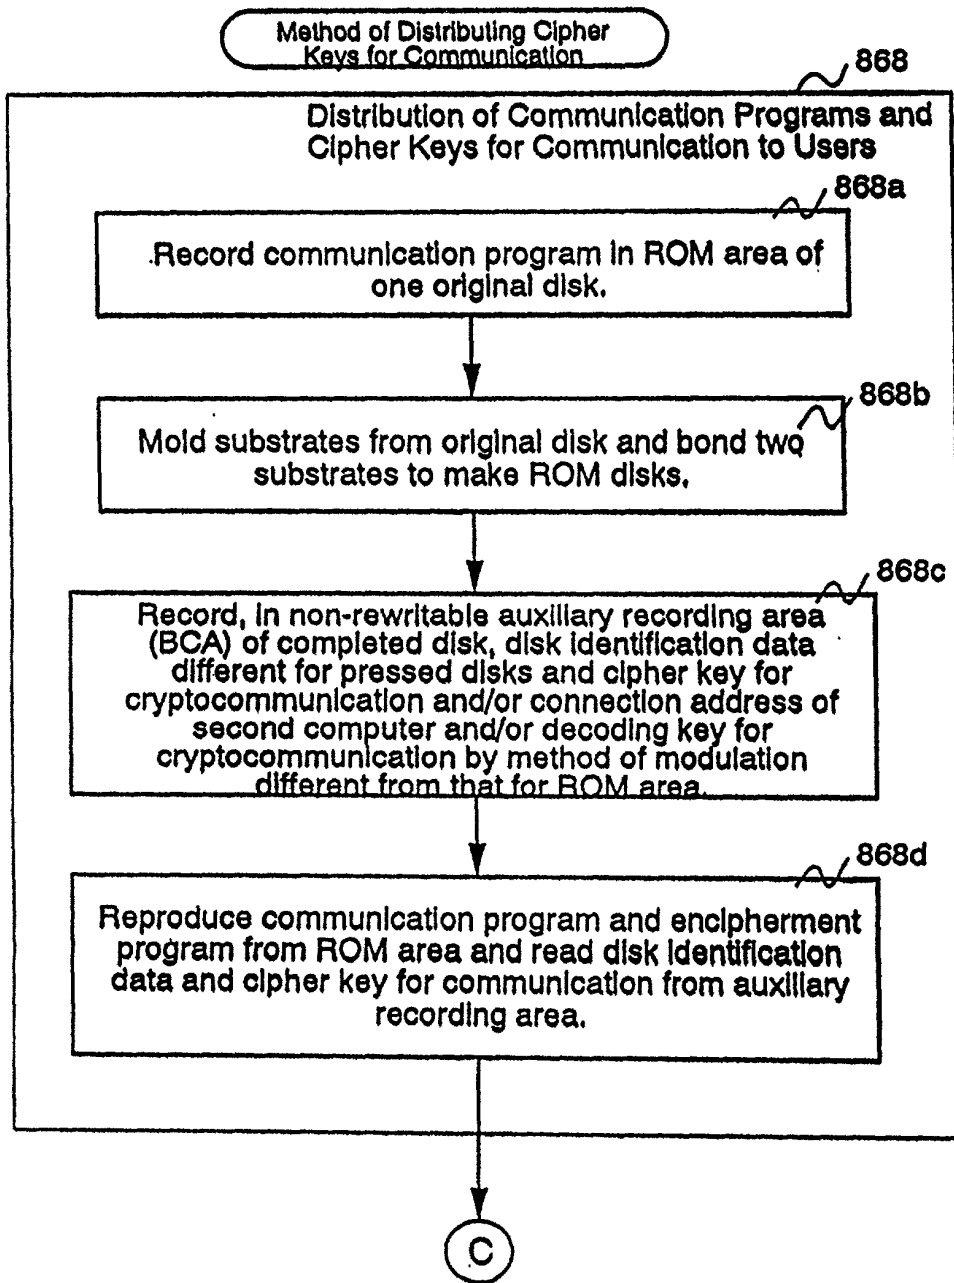 Method of Distributing Cipher
Keys for Communication
868
Distribution of Communication Programs and
Cipher Keys for Communication to Users
868a
Record communication program in ROM area of
one original disk.
868b
Mold substrates from original disk and bond two
substrates to make ROM disks.
868c
Record, in non-rewritable auxiliary recording area
(BCA) of completed disk, disk identification data
different for pressed disks and cipher key for
cryptocommunication and/or connection address of
second computer and/or decoding key for
cryptocommunication by method of modulation
different from that for ROM area.
868d
Reproduce communication program and encipherment
program from ROM area and read disk identification
data and cipher key for communication from auxiliary
recording area.
C